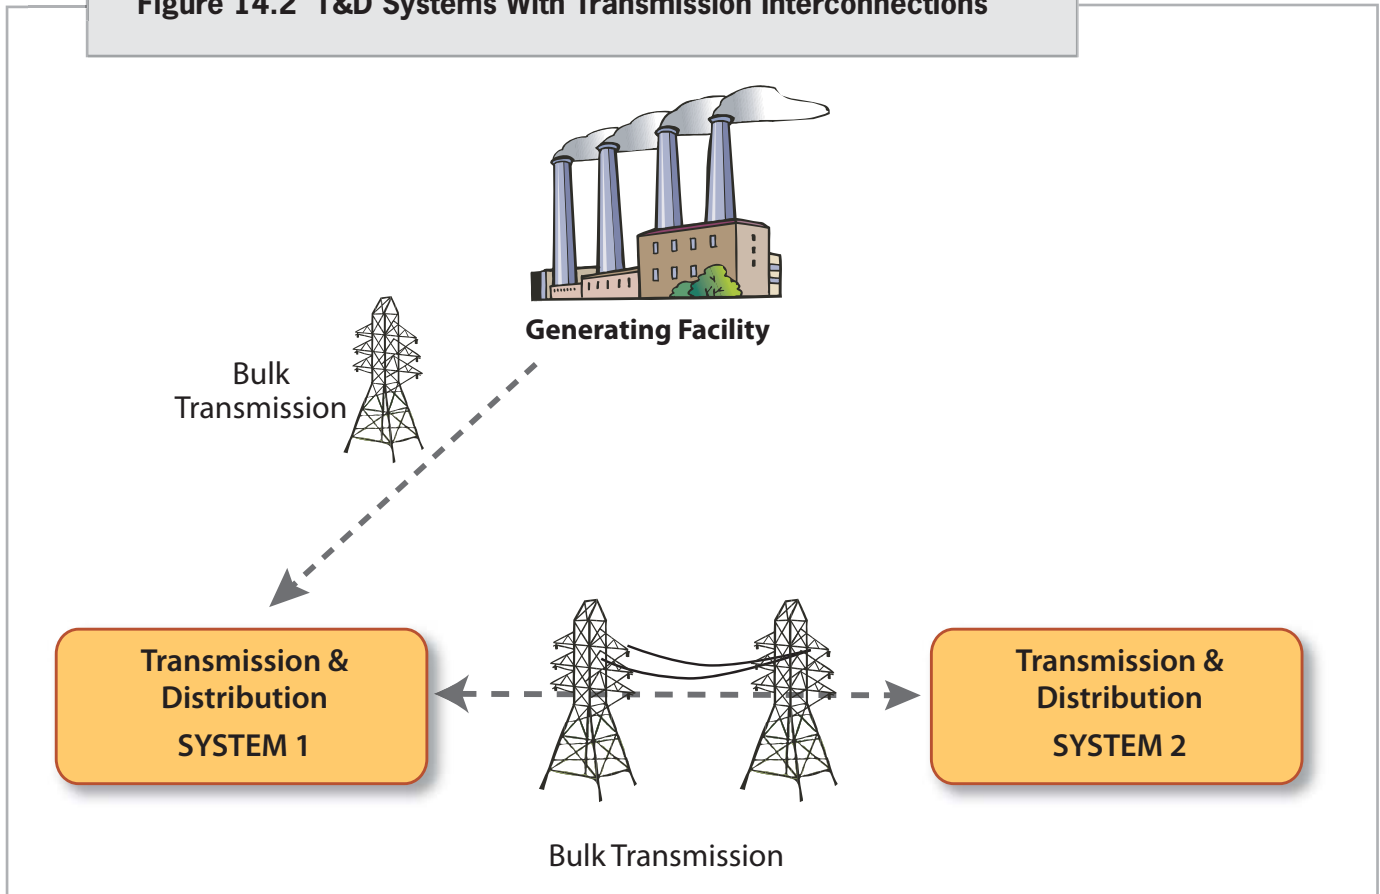 Figure 14.2 T&D Systems With Transmission Interconnections
Generating Facility
Bulk
Transmission
Transmission &
Distribution
SYSTEM 1
Transmission &
Distribution
SYSTEM 2
Bulk Transmission